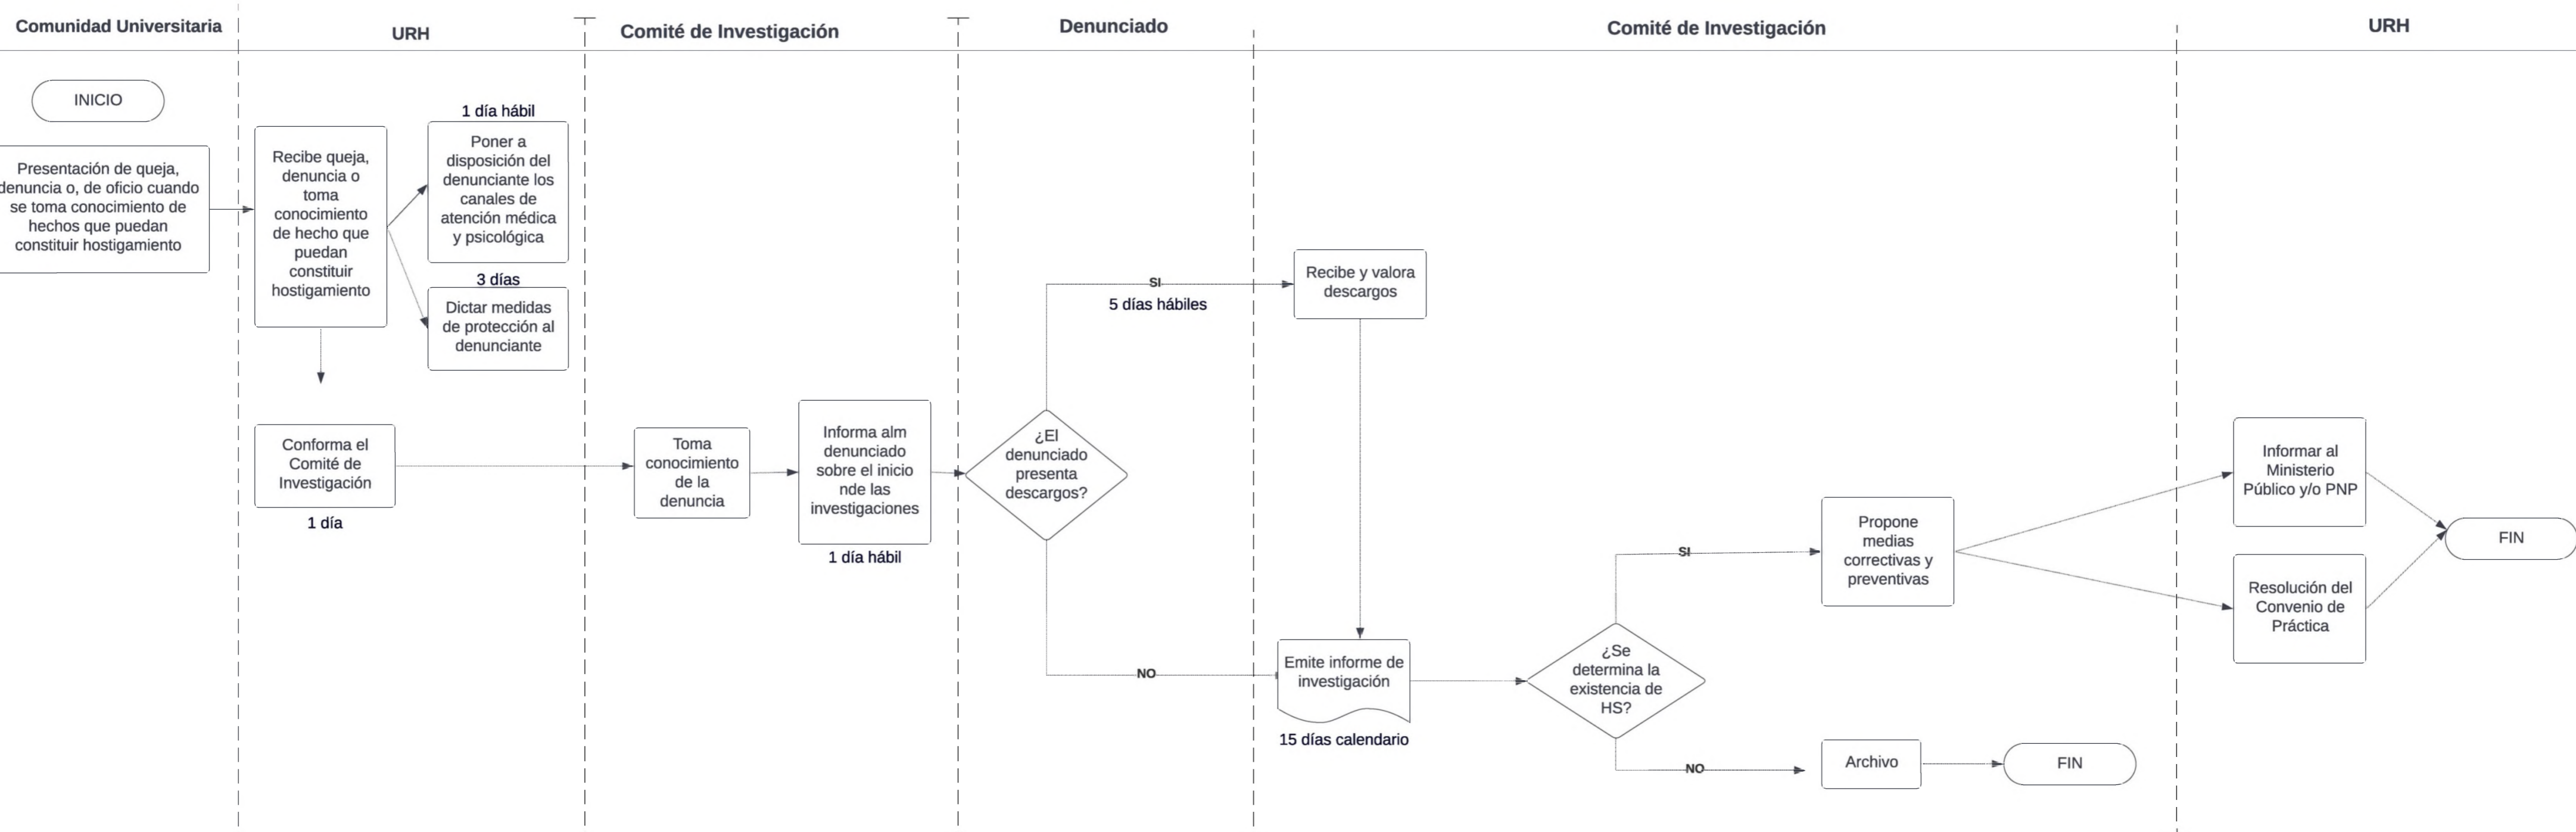 Comunidad Universitaria
URH
Comité de Investigación
Denunciado
Comité de Investigación
URH
INICIO
Presentación de queja,
denuncia o, de oficio cuando
se toma conocimiento de
hechos que puedan
constituir hostigamiento
Recibe queja,
denuncia o
toma
conocimiento
de hecho que
puedan
constituir
hostigamiento
1 día hábil
Poner a
disposición del
denunciante los
canales de
atención médica
y psicológica
3 días
Dictar medidas
de protección al
denunciante
Conforma el
Comité de
Investigación
1 día
Toma
conocimiento
de la
denuncia
Informa alm
denunciado
sobre el inicio
nde las
investigaciones
1 día hábil
¿El
denunciado
presenta
descargos?
SI
5 días hábiles
NO
Recibe y valora
descargos
Emite informe de
investigación
15 días calendario
¿Se
determina la
existencia de
HS?
SI
NO
Propone
medias
correctivas y
preventivas
Archivo
FIN
Informar al
Ministerio
Público y/o PNP
Resolución del
Convenio de
Práctica
FIN